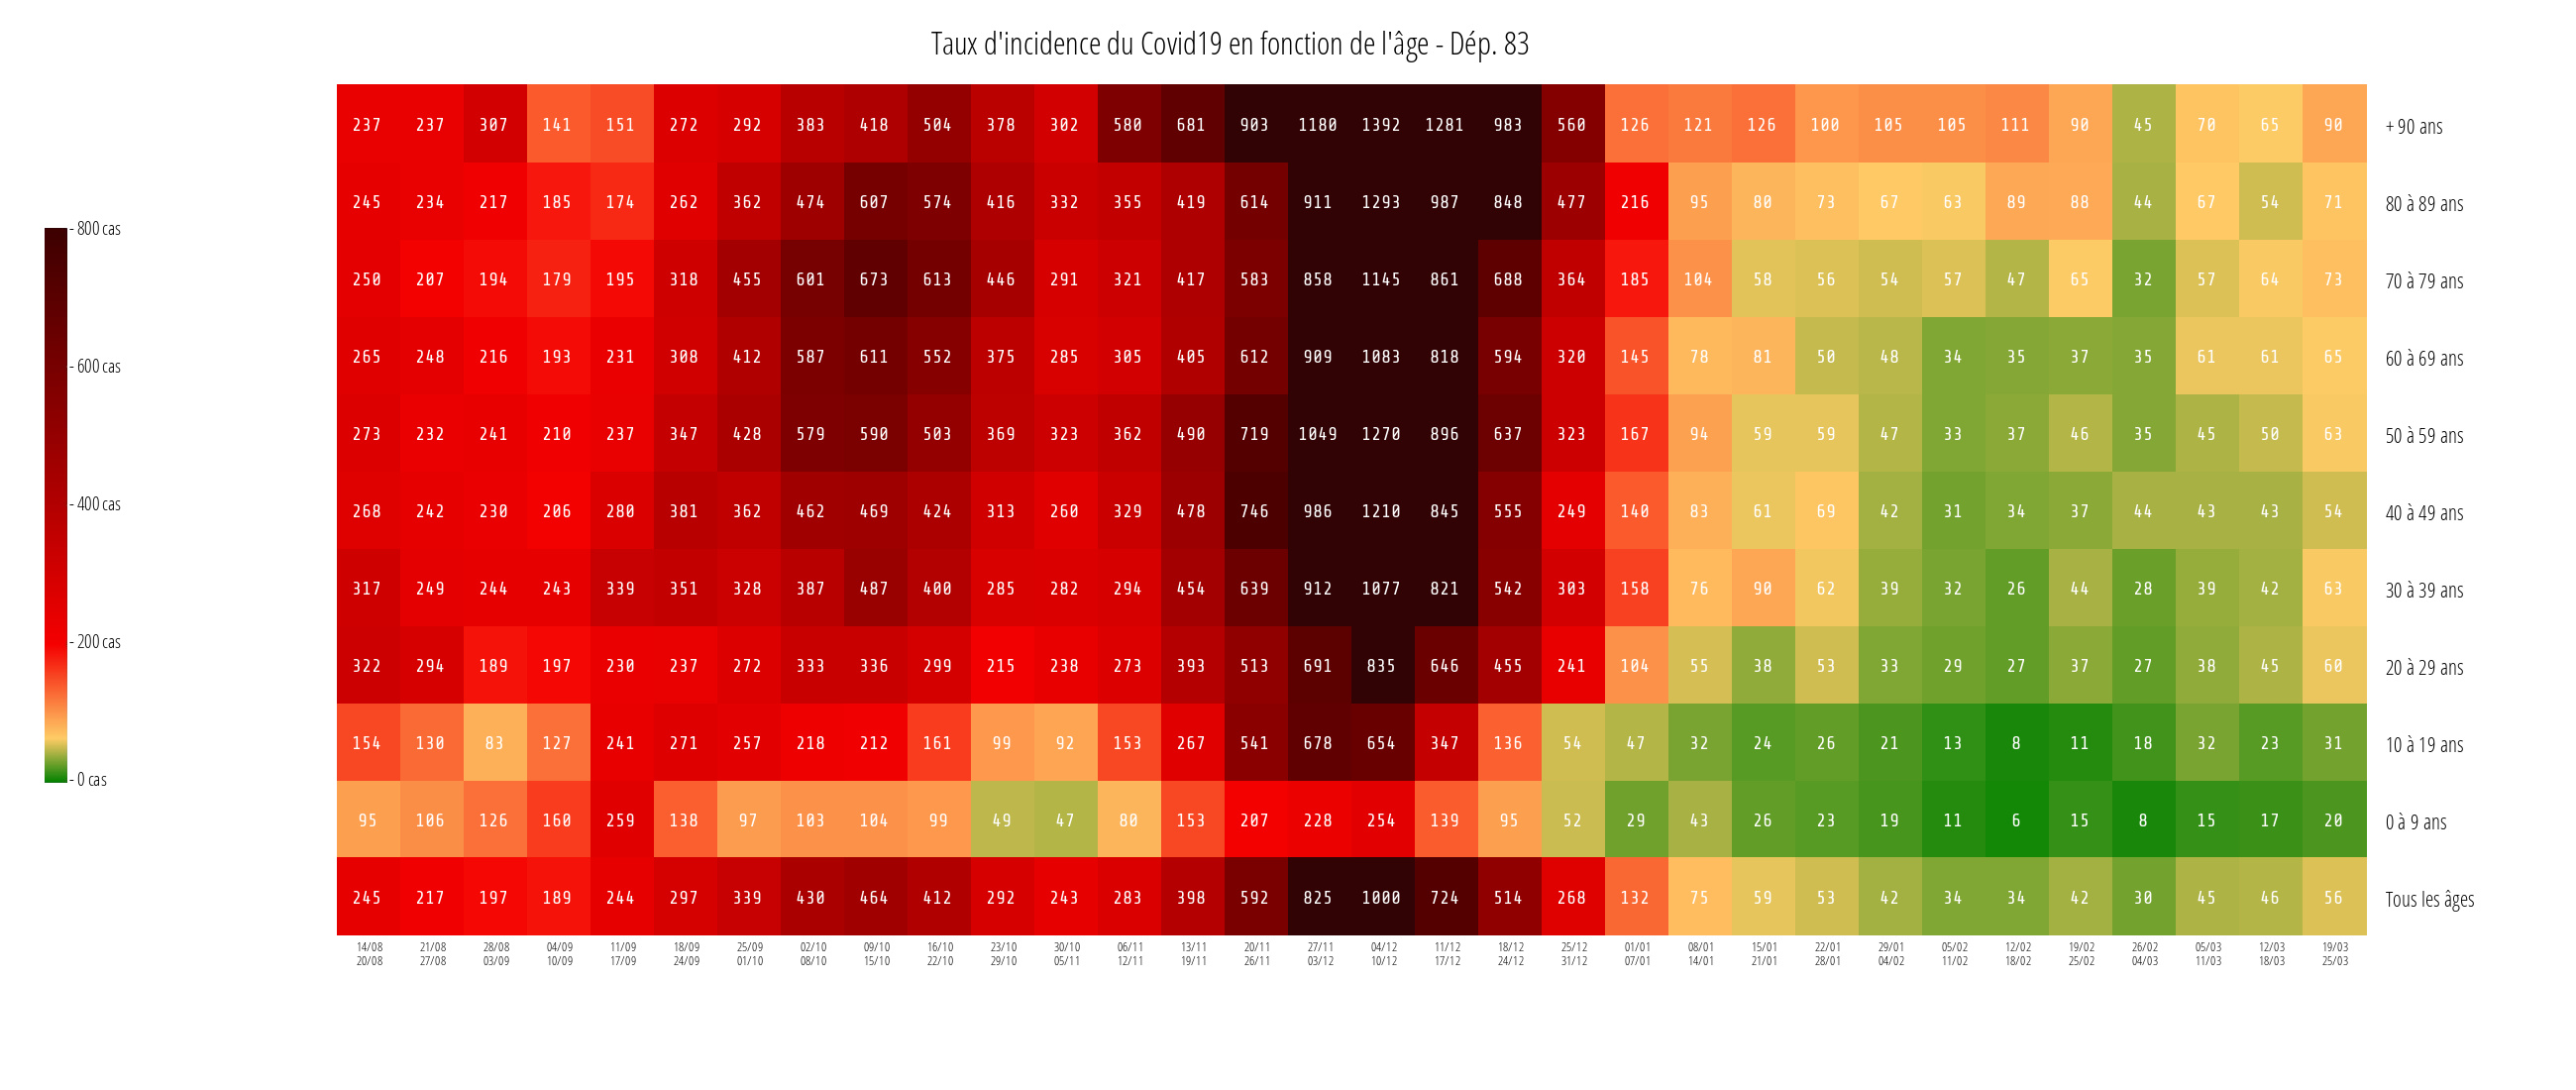 Taux d'incidence du Covid19 en fonction de l'âge - Dép. 83
- 800 cas
- 600 cas
- 400 cas
- 200 cas
- 0 cas
237 237 307 141 151 272 292 383 418 504 378 302 580 681 903 1180 1392 1281 983 560 126 121 126 100 105 105 111 90 45 70 65 90 + 90 ans
245 234 217 185 174 262 362 474 607 574 416 332 355 419 614 911 1293 987 848 477 216 95 80 73 67 63 89 88 44 67 54 71 80 à 89 ans
250 207 194 179 195 318 455 601 673 613 446 291 321 417 583 858 1145 861 688 364 185 104 58 56 54 57 47 65 32 57 64 73 70 à 79 ans
265 248 216 193 231 308 412 587 611 552 375 285 305 405 612 909 1083 818 594 320 145 78 81 50 48 34 35 37 35 61 61 65 60 à 69 ans
273 232 241 210 237 347 428 579 590 503 369 323 362 490 719 1049 1270 896 637 323 167 94 59 59 47 33 37 46 35 45 50 63 50 à 59 ans
268 242 230 206 280 381 362 462 469 424 313 260 329 478 746 986 1210 845 555 249 140 83 61 69 42 31 34 37 44 43 43 54 40 à 49 ans
317 249 244 243 339 351 328 387 487 400 285 282 294 454 639 912 1077 821 542 303 158 76 90 62 39 32 26 44 28 39 42 63 30 à 39 ans
322 294 189 197 230 237 272 333 336 299 215 238 273 393 513 691 835 646 455 241 104 55 38 53 33 29 27 37 27 38 45 60 20 à 29 ans
154 130 83 127 241 271 257 218 212 161 99 92 153 267 541 678 654 347 136 54 47 32 24 26 21 13 8 11 18 32 23 31 10 à 19 ans
95 106 126 160 259 138 97 103 104 99 49 47 80 153 207 228 254 139 95 52 29 43 26 23 19 11 6 15 8 15 17 20 0 à 9 ans
245 217 197 189 244 297 339 430 464 412 292 243 283 398 592 825 1000 724 514 268 132 75 59 53 42 34 34 42 30 45 46 56 Tous les âges
14/08 21/08 28/08 04/09 11/09 18/09 25/09 02/10 09/10 16/10 23/10 30/10 06/11 13/11 20/11 27/11 04/12 11/12 18/12 25/12 01/01 08/01 15/01 22/01 29/01 05/02 12/02 19/02 26/02 05/03 12/03 19/03
20/08 27/08 03/09 10/09 17/09 24/09 01/10 08/10 15/10 22/10 29/10 05/11 12/11 19/11 26/11 03/12 10/12 17/12 24/12 31/12 07/01 14/01 21/01 28/01 04/02 11/02 18/02 25/02 04/03 11/03 18/03 25/03